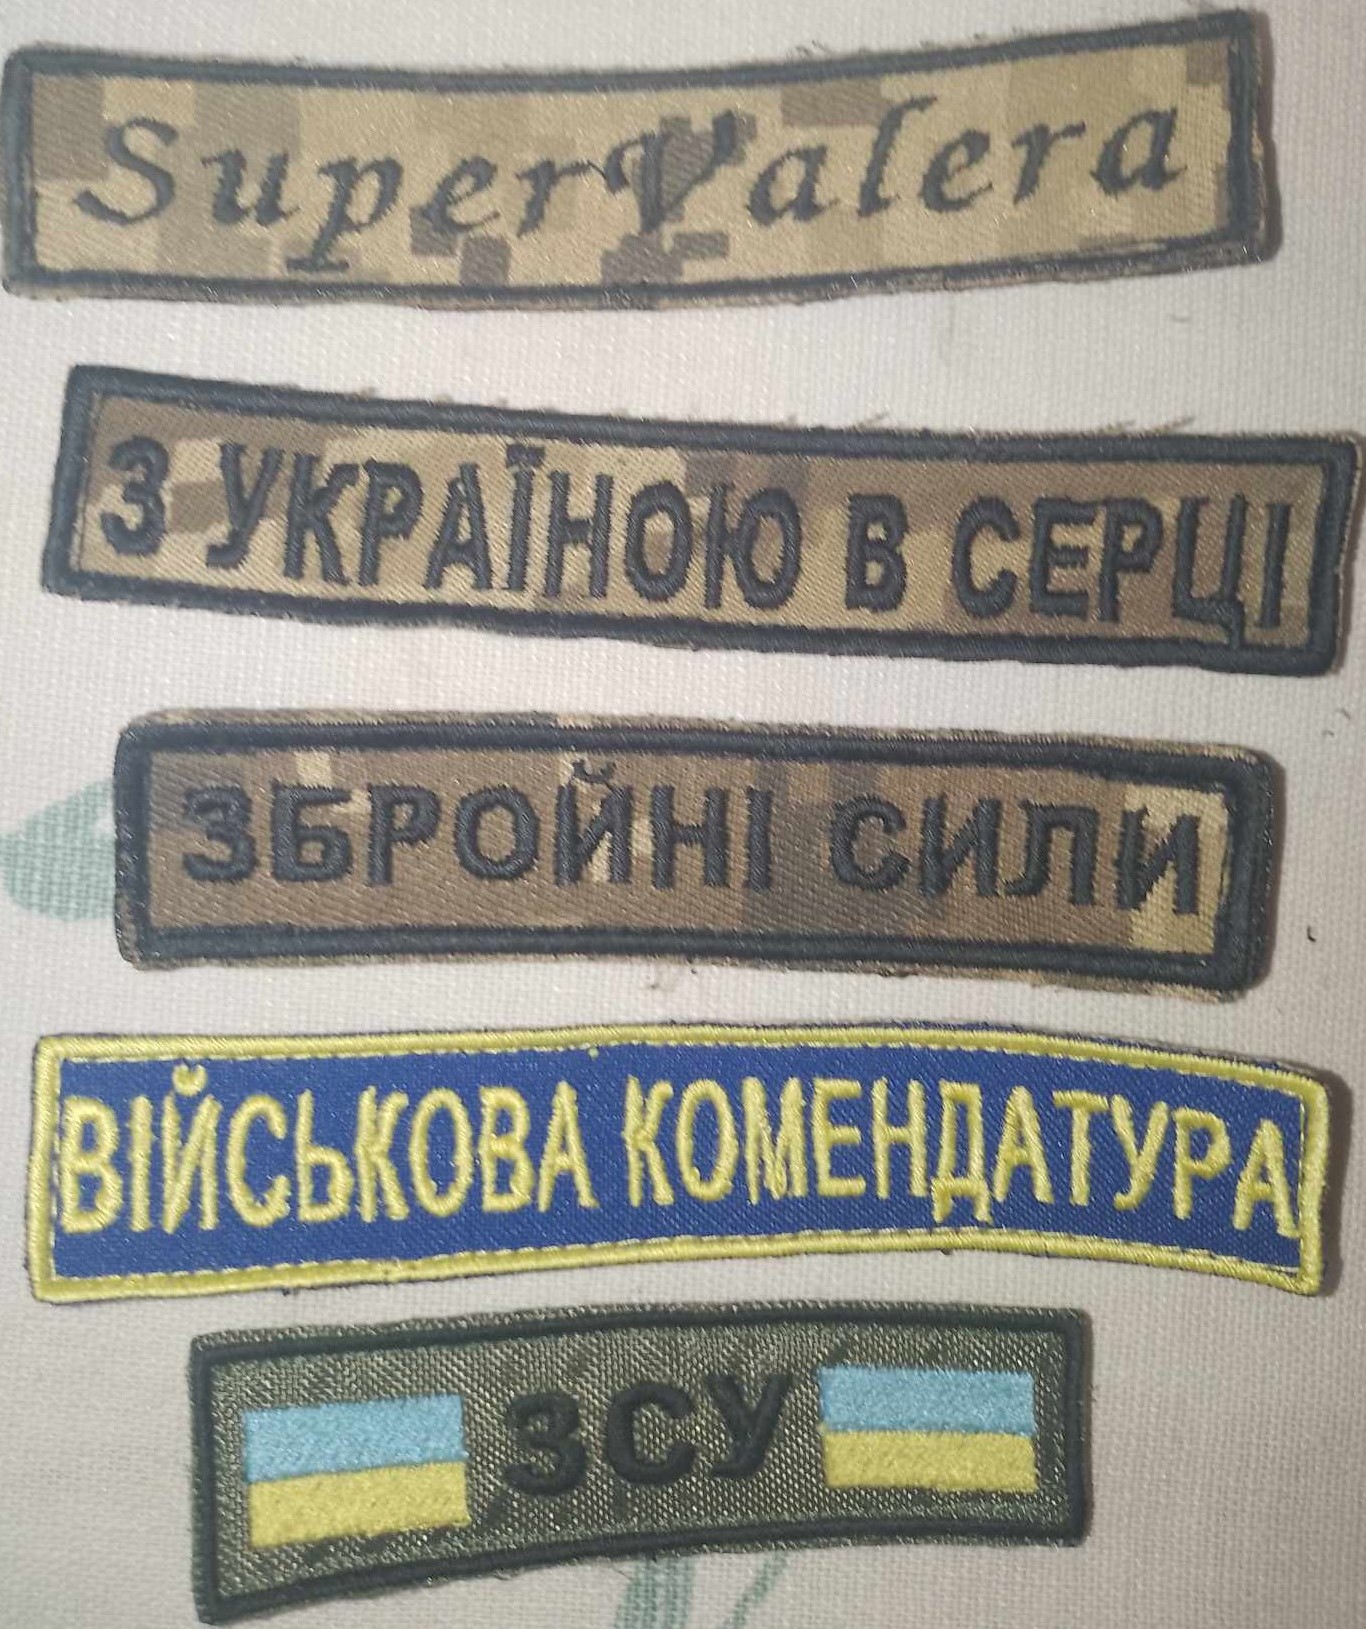 SuperValera
З УКРАЇНОЮ В СЕРЦІ
ЗБРОЙНІ СИЛИ
ВІЙСЬКОВА КОМЕНДАТУРА
ЗСУ